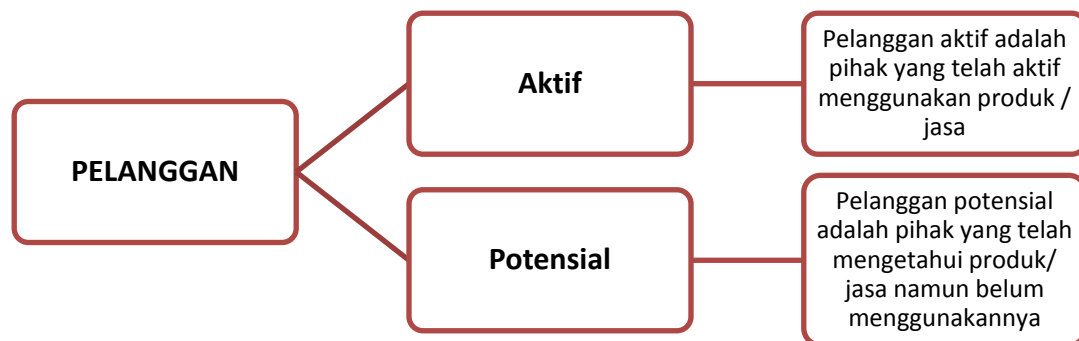 PELANGGAN
Aktif
Pelanggan aktif adalah
pihak yang telah aktif
menggunakan produk /
jasa
Potensial
Pelanggan potensial
adalah pihak yang telah
mengetahui produk/
jasa namun belum
menggunakannya